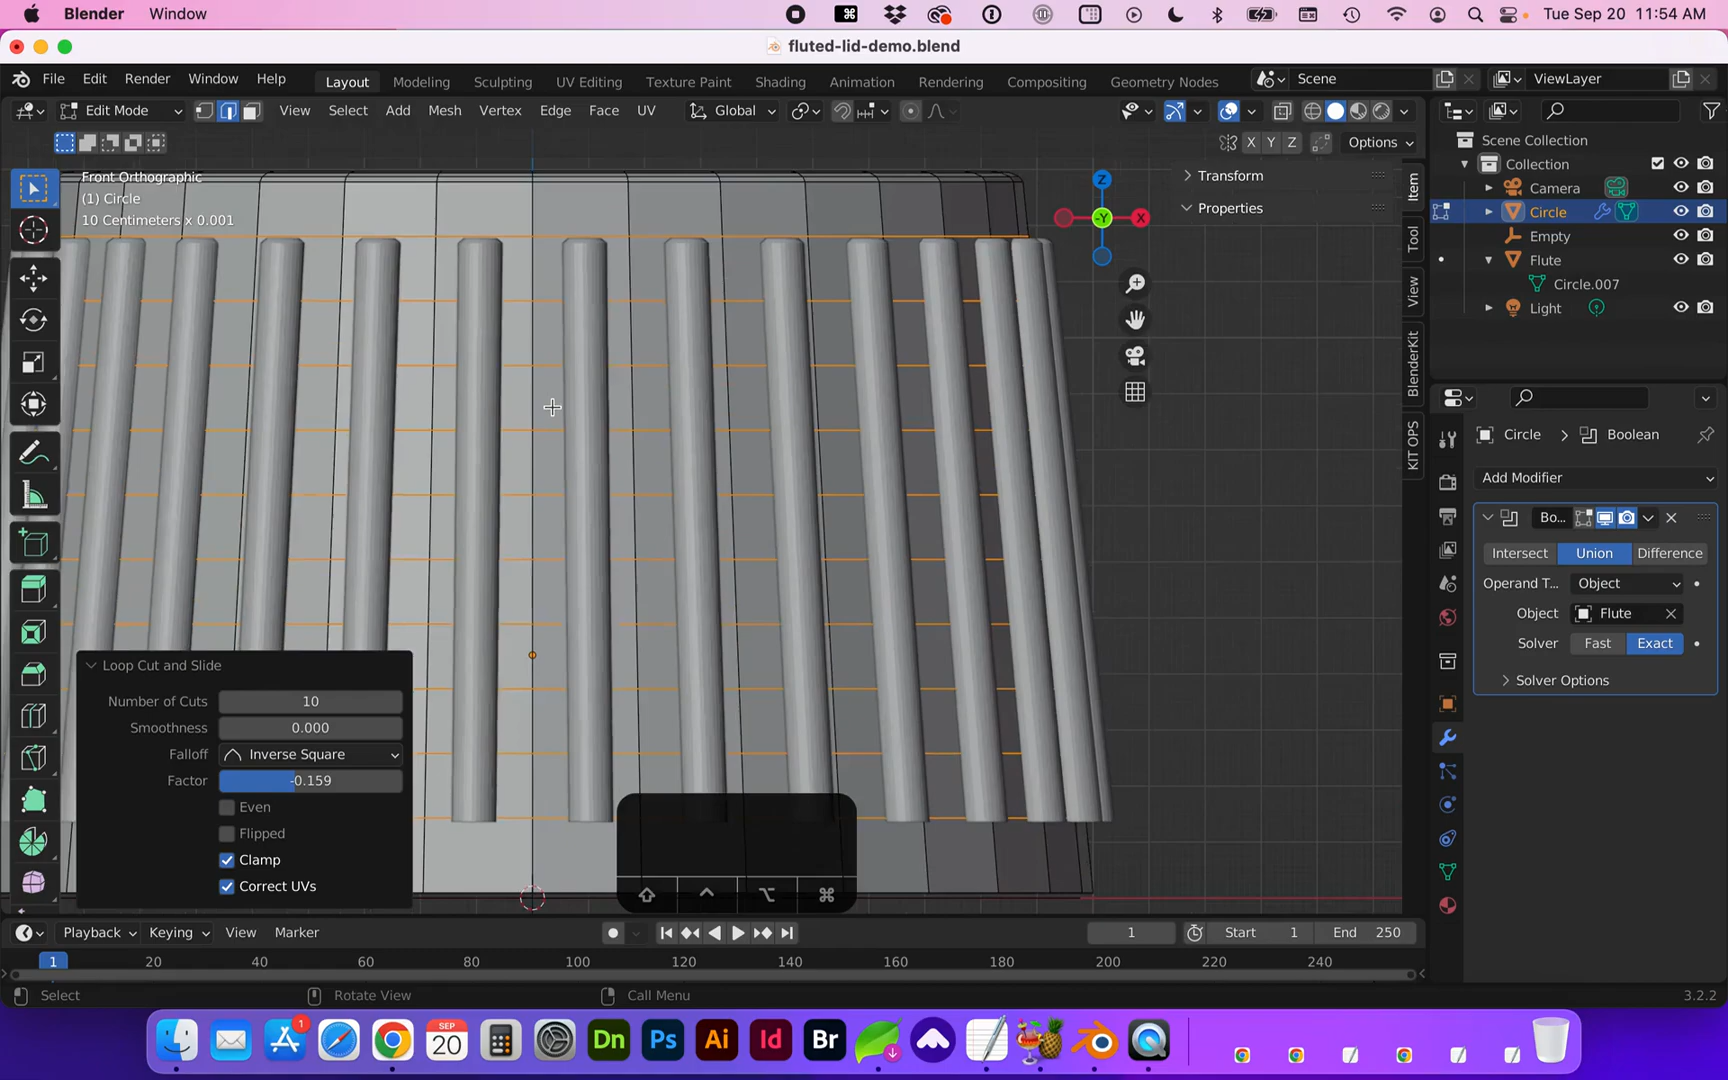 Blender Window
Tue Sep 20 11:54 AM
fluted-lid-demo.blend
File Edit Render Window Help
Layout Modeling Sculpting UV Editing Texture Paint Shading Animation Rendering Compositing Geometry Nodes
Scene
ViewLayer
Edit Mode
View Select Add Mesh Vertex Edge Face UV
Global
X Y Z
Options
Front Orthographic
(1) Circle
10 Centimeters x 0.001
Transform
Properties
Item
Tool
View
BlenderKit
KIT OPS
Z
-Y
X
Scene Collection
Collection
Camera
Circle
Empty
Flute
Circle.007
Light
Circle > Boolean
Add Modifier
Bo...
Intersect Union Difference
Operand T... Object
Object Flute
Solver Fast Exact
Solver Options
Loop Cut and Slide
Number of Cuts 10
Smoothness 0.000
Falloff Inverse Square
Factor -0.159
Even
Flipped
Clamp
Correct UVs
Playback Keying View Marker
1
Start 1
End 250
1 20 40 60 80 100 120 140 160 180 200 220 240
Select Rotate View Call Menu
3.2.2
1
SEP
20
Dn Ps Ai Id Br